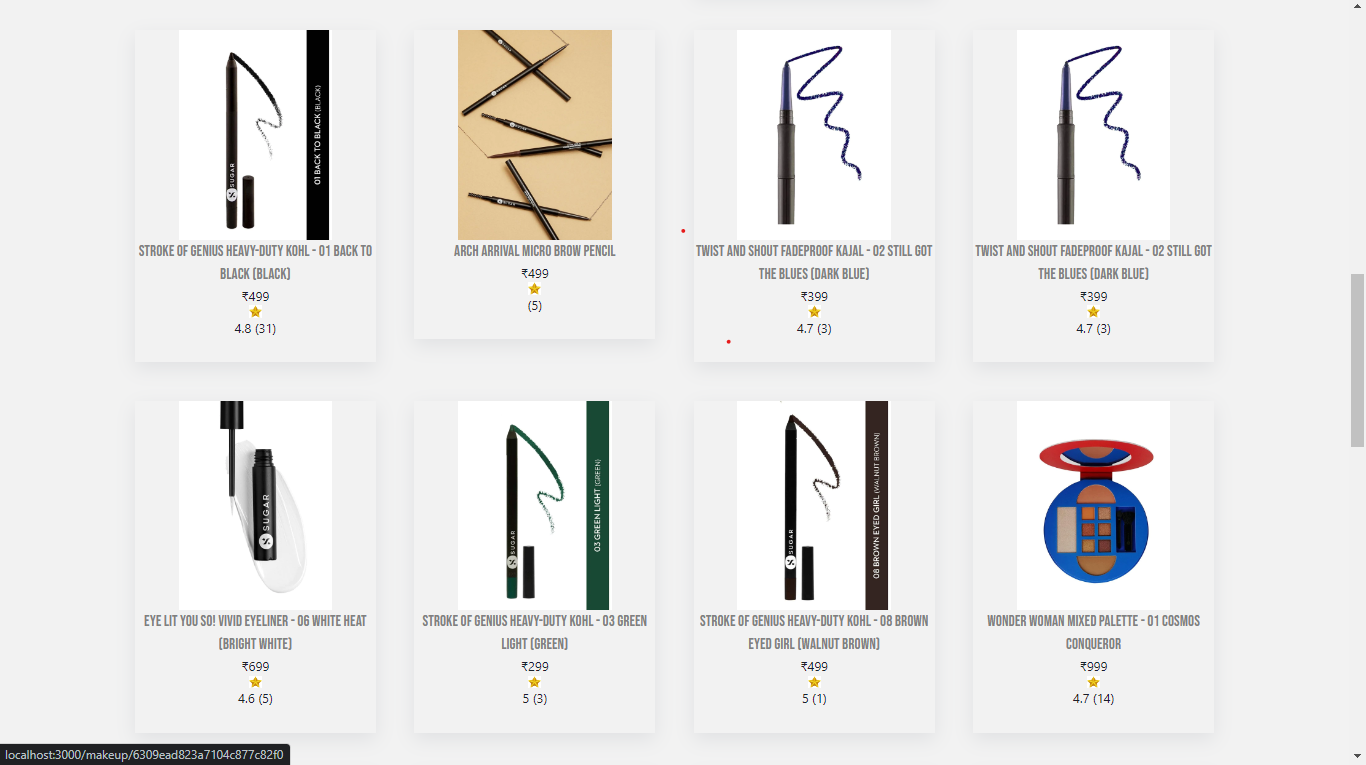 SUGAR
01 BACK TO BLACK (BLACK)
STROKE OF GENIUS HEAVY-DUTY KOHL - 01 BACK TO
BLACK (BLACK)
₹499
4.8 (31)
ARCH ARRIVAL MICRO BROW PENCIL
₹499
(5)
TWIST AND SHOUT FADEPROOF KAJAL - 02 STILL GOT
THE BLUES (DARK BLUE)
₹399
4.7 (3)
TWIST AND SHOUT FADEPROOF KAJAL - 02 STILL GOT
THE BLUES (DARK BLUE)
₹399
4.7 (3)
SUGAR
EYE LIT YOU SO! VIVID EYELINER - 06 WHITE HEAT
(BRIGHT WHITE)
₹699
4.6 (5)
SUGAR
03 GREEN LIGHT (GREEN)
STROKE OF GENIUS HEAVY-DUTY KOHL - 03 GREEN
LIGHT (GREEN)
₹299
5 (3)
SUGAR
08 BROWN EYED GIRL (WALNUT BROWN)
STROKE OF GENIUS HEAVY-DUTY KOHL - 08 BROWN
EYED GIRL (WALNUT BROWN)
₹499
5 (1)
WONDER WOMAN MIXED PALETTE - 01 COSMOS
CONQUEROR
₹999
4.7 (14)
localhost:3000/makeup/6309ead823a7104c877c82f0